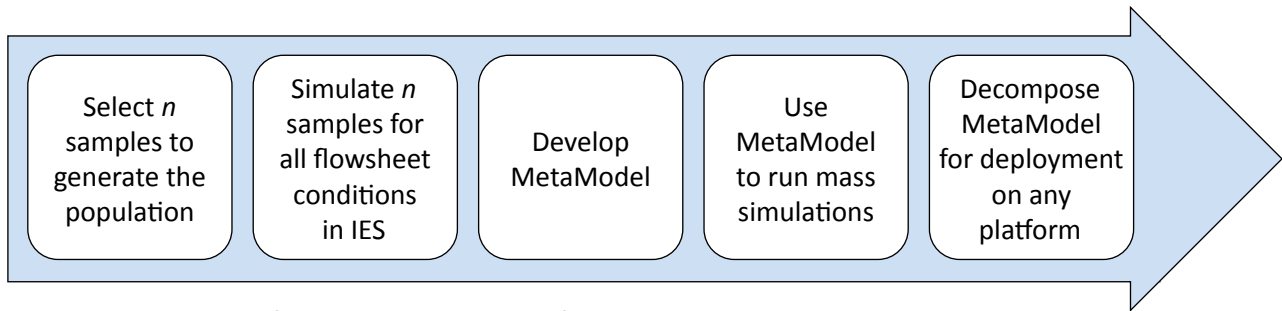 Select n
samples to
generate the
population
Simulate n
samples for
all flowsheet
conditions
in IES
Develop
MetaModel
Use
MetaModel
to run mass
simulations
Decompose
MetaModel
for deployment
on any
platform